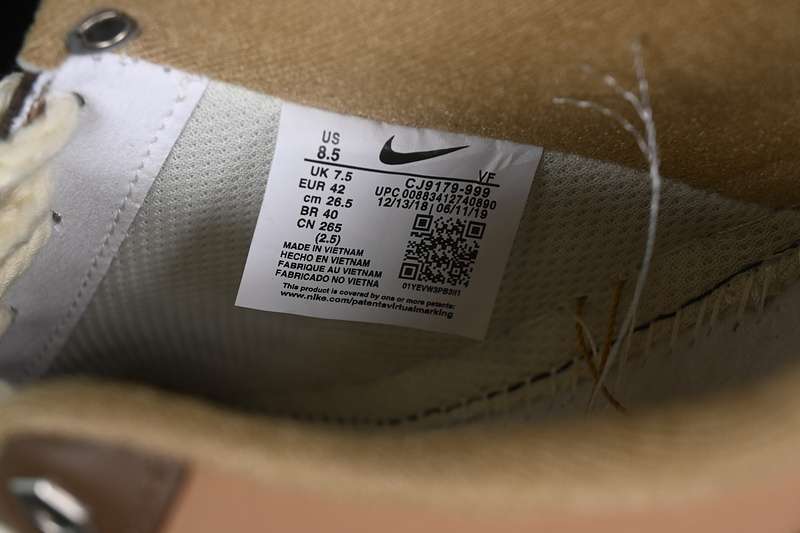 US
8.5
UK 7.5
EUR 42
cm 26.5
BR 40
CN 265
(2.5)
VF
CJ9179-999
UPC 00883412740890
12/13/18 | 06/11/19
MADE IN VIETNAM
HECHO EN VIETNAM
FABRIQUE AU VIETNAM
FABRICADO NO VIETNA
This product is covered by one or more patents:
www.nike.com/patentsvirtualmarking